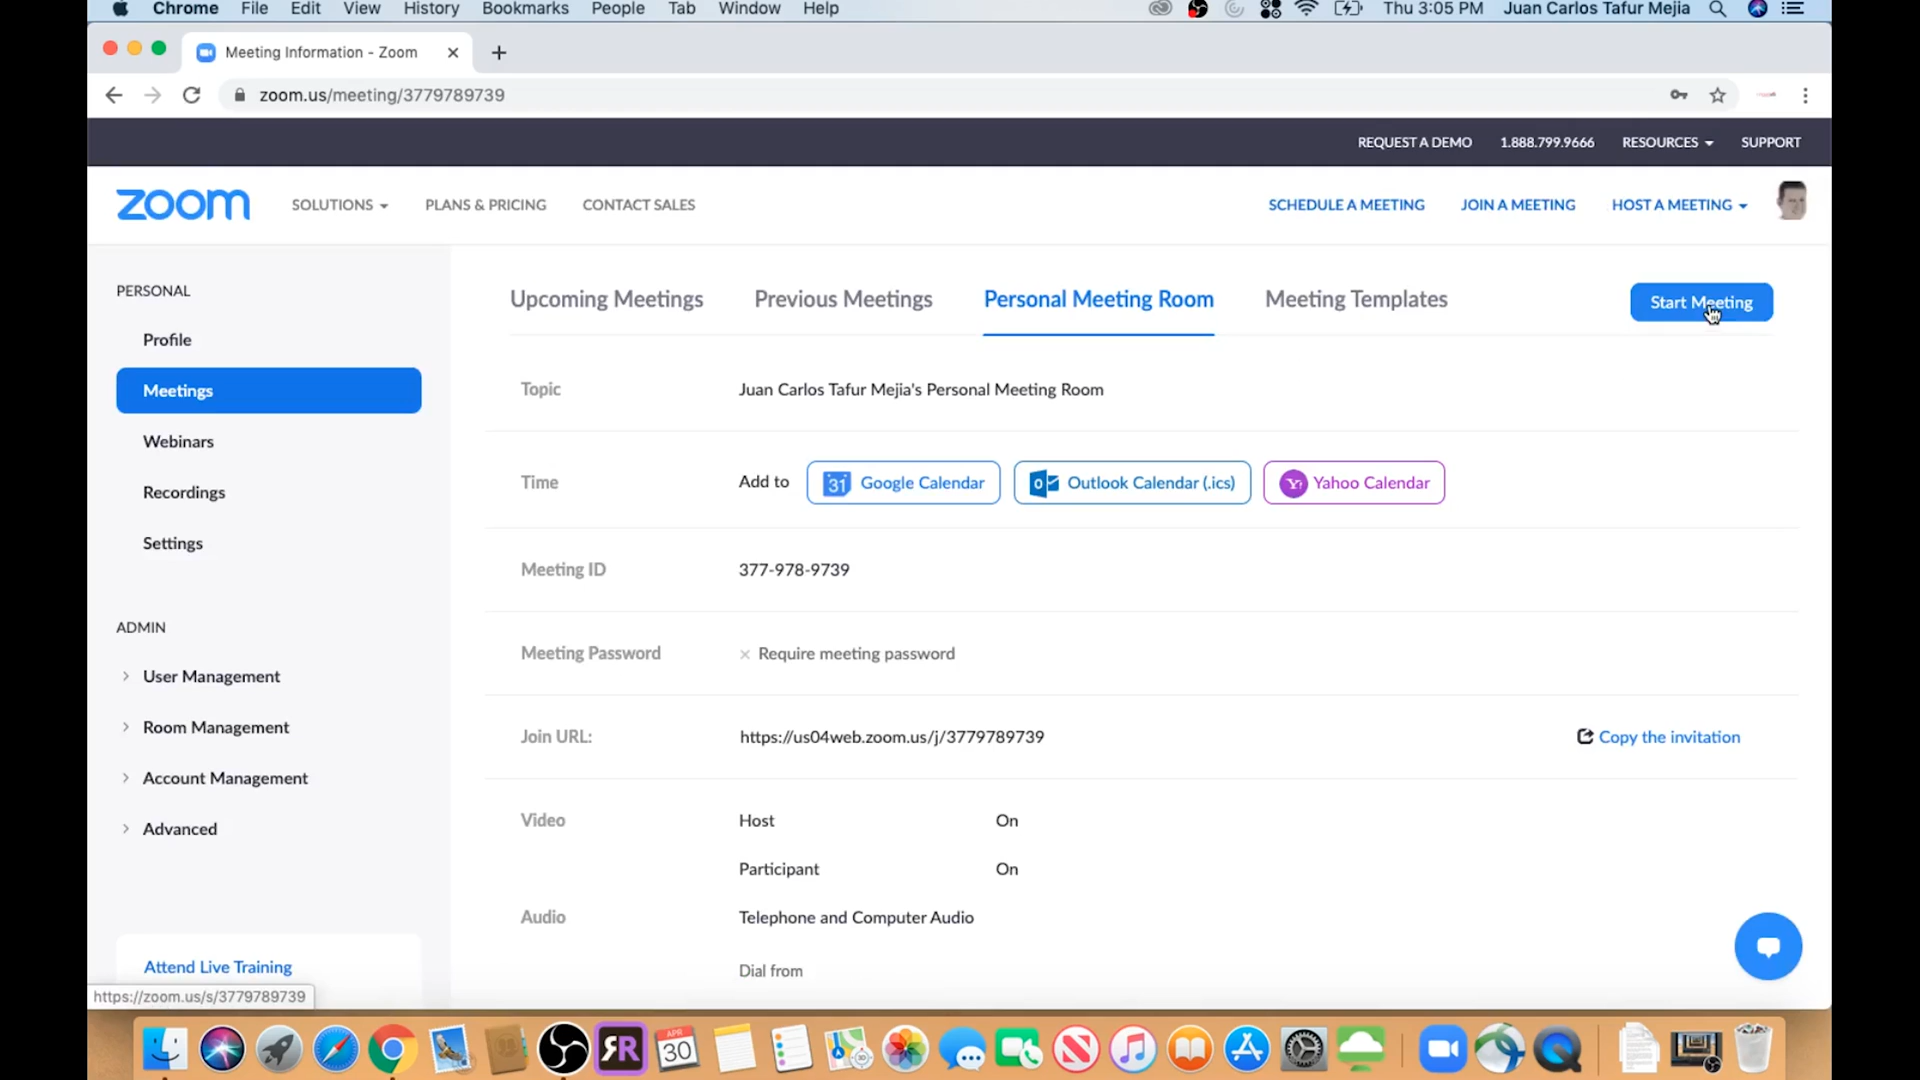 Chrome File Edit View History Bookmarks People Tab Window Help Thu 3:05 PM Juan Carlos Tafur Mejia
Meeting Information - Zoom
zoom.us/meeting/3779789739
REQUEST A DEMO 1.888.799.9666 RESOURCES SUPPORT
zoom SOLUTIONS PLANS & PRICING CONTACT SALES SCHEDULE A MEETING JOIN A MEETING HOST A MEETING
PERSONAL
Profile
Meetings
Webinars
Recordings
Settings
ADMIN
User Management
Room Management
Account Management
Advanced
Attend Live Training
https://zoom.us/s/3779789739
Upcoming Meetings Previous Meetings Personal Meeting Room Meeting Templates Start Meeting
Topic Juan Carlos Tafur Mejia's Personal Meeting Room
Time Add to 31 Google Calendar Outlook Calendar (.ics) Yahoo Calendar
Meeting ID 377-978-9739
Meeting Password × Require meeting password
Join URL: https://us04web.zoom.us/j/3779789739 Copy the invitation
Video Host On
Participant On
Audio Telephone and Computer Audio
Dial from
APR
30